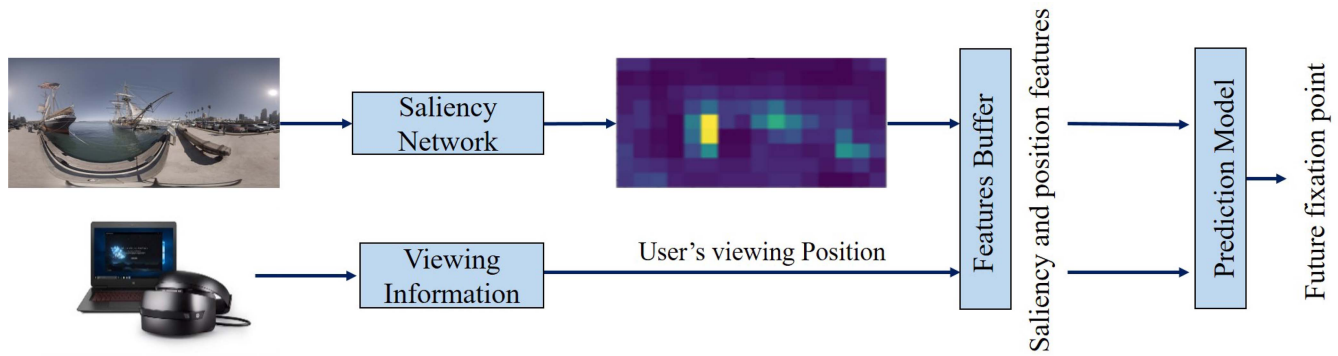 Saliency
Network
Viewing
Information
User's viewing Position
Features Buffer
Saliency and position features
Prediction Model
Future fixation point